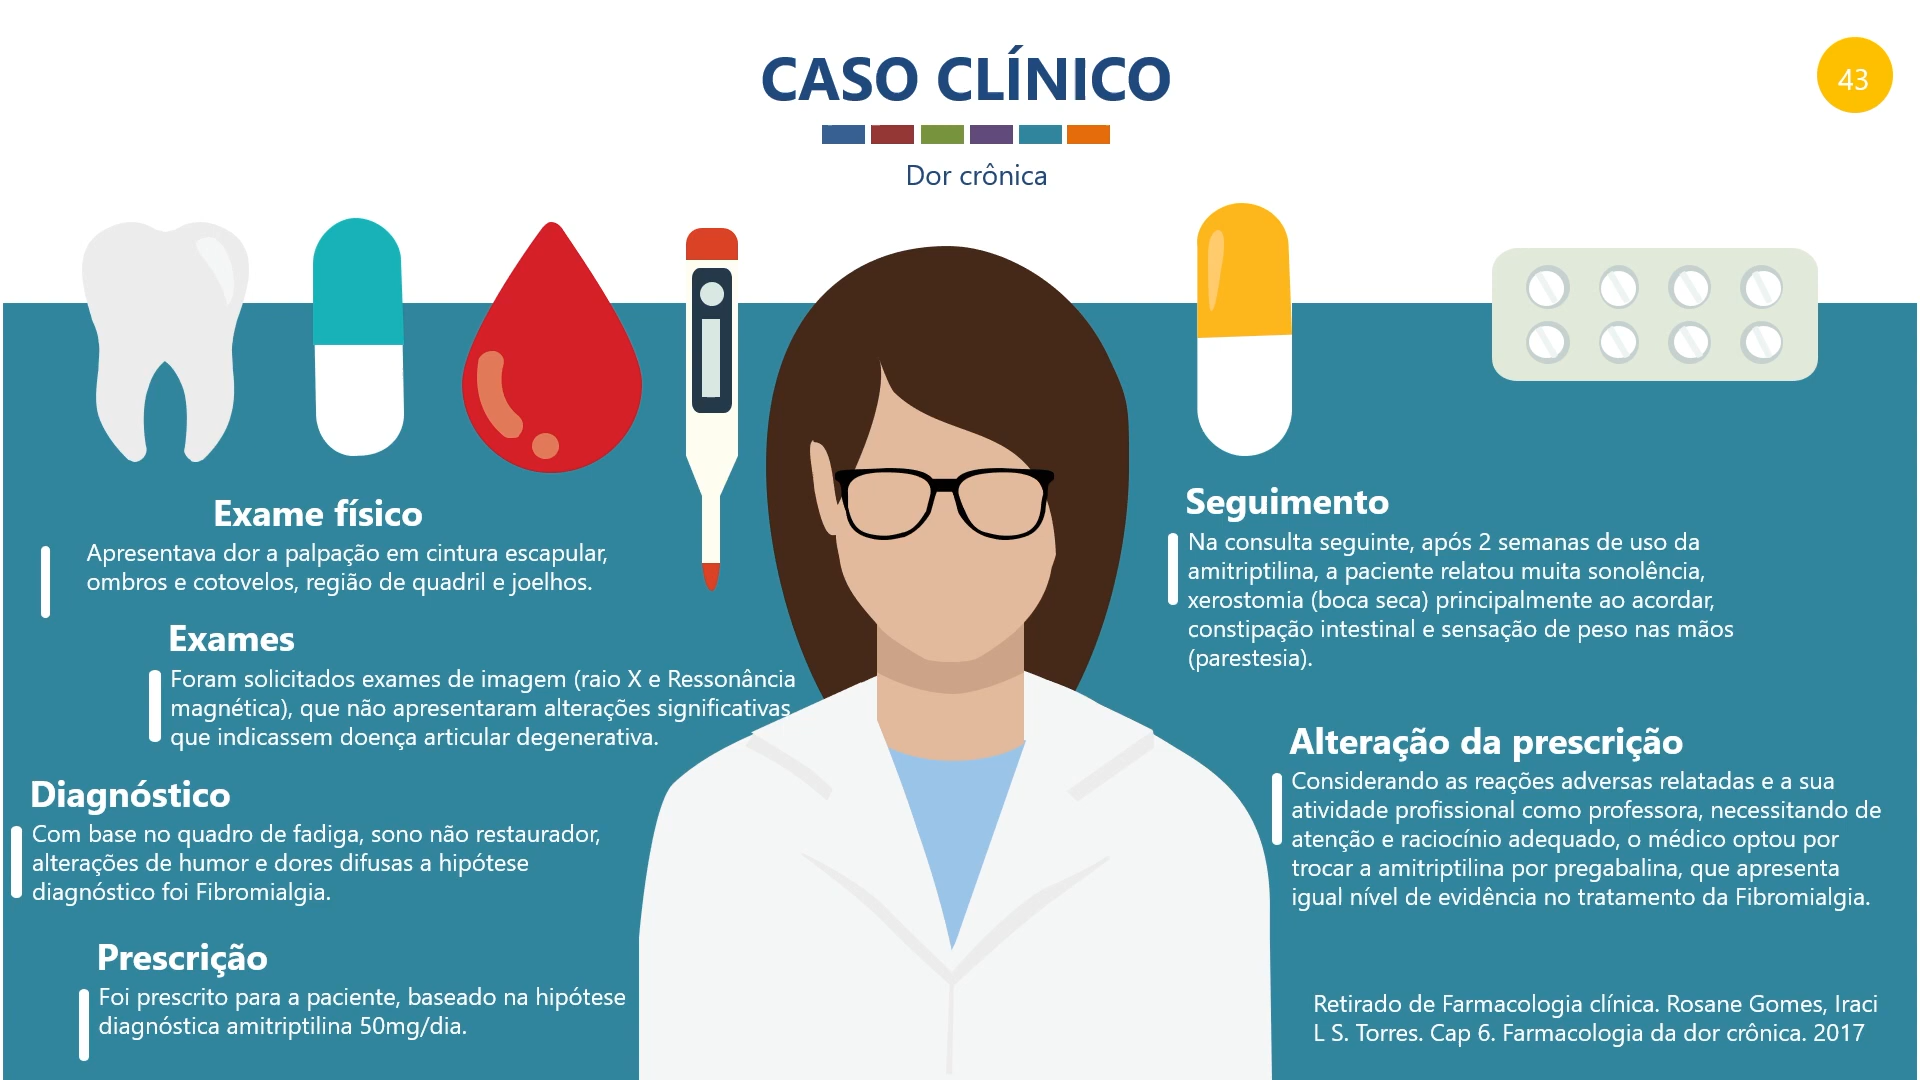 CASO CLÍNICO
43
Dor crônica
Exame físico
Apresentava dor a palpação em cintura escapular,
ombros e cotovelos, região de quadril e joelhos.
Exames
Foram solicitados exames de imagem (raio X e Ressonância
magnética), que não apresentaram alterações significativas
que indicassem doença articular degenerativa.
Diagnóstico
Com base no quadro de fadiga, sono não restaurador,
alterações de humor e dores difusas a hipótese
diagnóstico foi Fibromialgia.
Prescrição
Foi prescrito para a paciente, baseado na hipótese
diagnóstica amitriptilina 50mg/dia.
Seguimento
Na consulta seguinte, após 2 semanas de uso da
amitriptilina, a paciente relatou muita sonolência,
xerostomia (boca seca) principalmente ao acordar,
constipação intestinal e sensação de peso nas mãos
(parestesia).
Alteração da prescrição
Considerando as reações adversas relatadas e a sua
atividade profissional como professora, necessitando de
atenção e raciocínio adequado, o médico optou por
trocar a amitriptilina por pregabalina, que apresenta
igual nível de evidência no tratamento da Fibromialgia.
Retirado de Farmacologia clínica. Rosane Gomes, Iraci
L S. Torres. Cap 6. Farmacologia da dor crônica. 2017